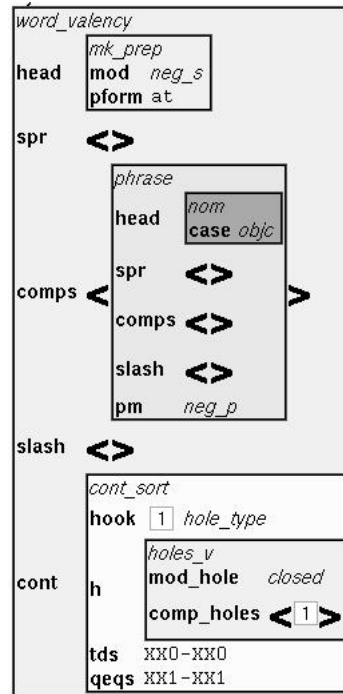 word_valency
mk_prep
head mod neg_s
pform at
spr <>
phrase
head nom
case objc
spr <>
comps < comps <> >
slash <>
pm neg_p
slash <>
cont_sort
hook 1 hole_type
holes_v
mod_hole closed
cont h
comp_holes < 1 >
tds XX0-XX0
qeqs XX1-XX1